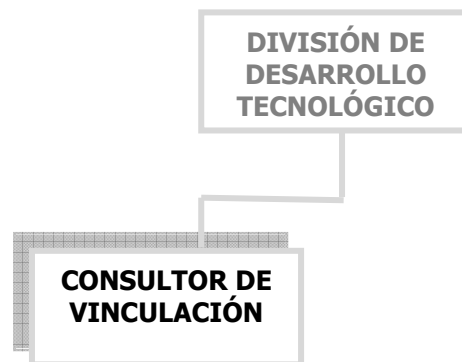 DIVISIÓN DE
DESARROLLO
TECNOLÓGICO
CONSULTOR DE
VINCULACIÓN